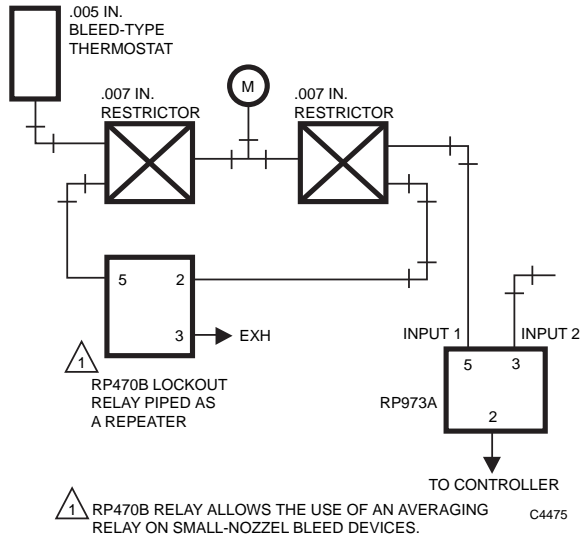 .005 IN.
BLEED-TYPE
THERMOSTAT
.007 IN.
RESTRICTOR
M
.007 IN.
RESTRICTOR
5
2
3
EXH
1
RP470B LOCKOUT
RELAY PIPED AS
A REPEATER
INPUT 1
INPUT 2
5
3
RP973A
2
TO CONTROLLER
1
RP470B RELAY ALLOWS THE USE OF AN AVERAGING
RELAY ON SMALL-NOZZEL BLEED DEVICES.
C4475